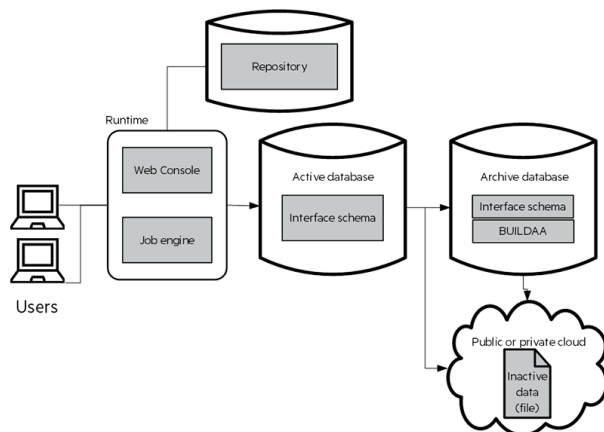 Repository
Runtime
Web Console
Job engine
Users
Active database
Interface schema
Archive database
Interface schema
BUILDAA
Public or private cloud
Inactive
data
(file)